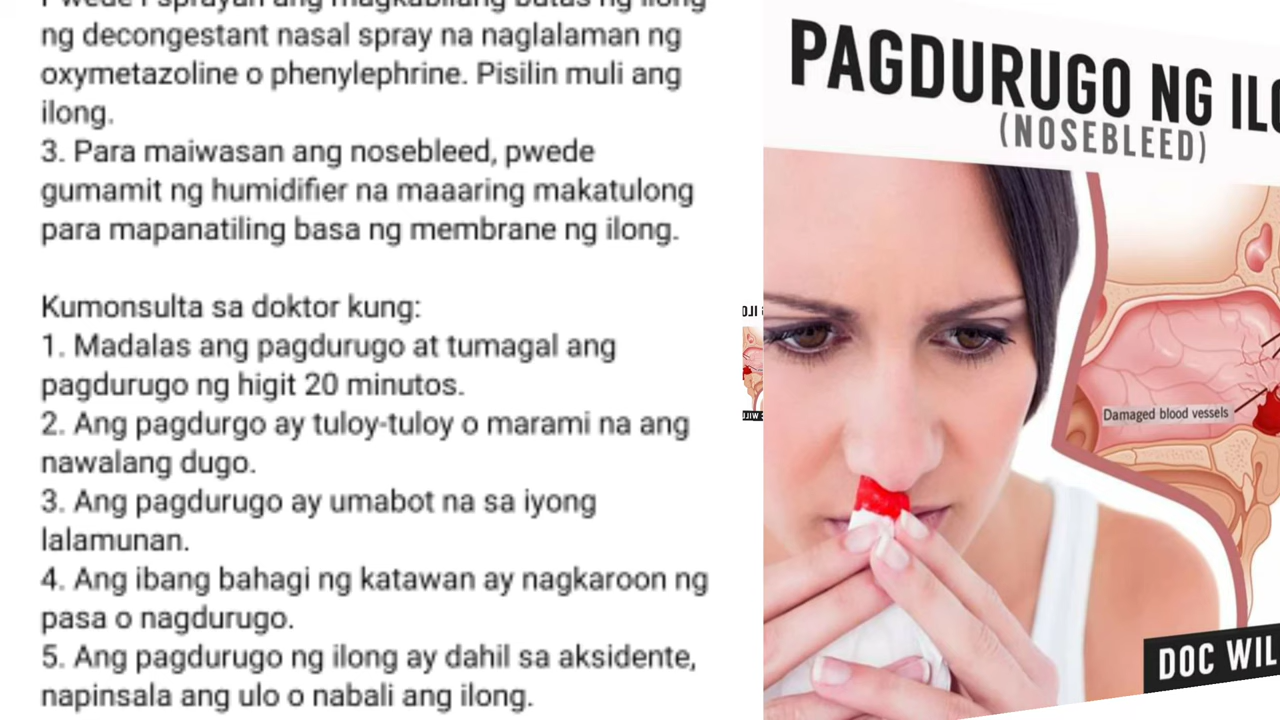 ng decongestant nasal spray na naglalaman ng
oxymetazoline o phenylephrine. Pisilin muli ang
ilong.
3. Para maiwasan ang nosebleed, pwede
gumamit ng humidifier na maaaring makatulong
para mapanatiling basa ng membrane ng ilong.
Kumonsulta sa doktor kung:
1. Madalas ang pagdurugo at tumagal ang
pagdurugo ng higit 20 minutos.
2. Ang pagdurgo ay tuloy-tuloy o marami na ang
nawalang dugo.
3. Ang pagdurugo ay umabot na sa iyong
lalamunan.
4. Ang ibang bahagi ng katawan ay nagkaroon ng
pasa o nagdurugo.
5. Ang pagdurugo ng ilong ay dahil sa aksidente,
napinsala ang ulo o nabali ang ilong.
PAGDURUGO NG
(NOSEBLEED)
Damaged blood vessels
DOC WIL